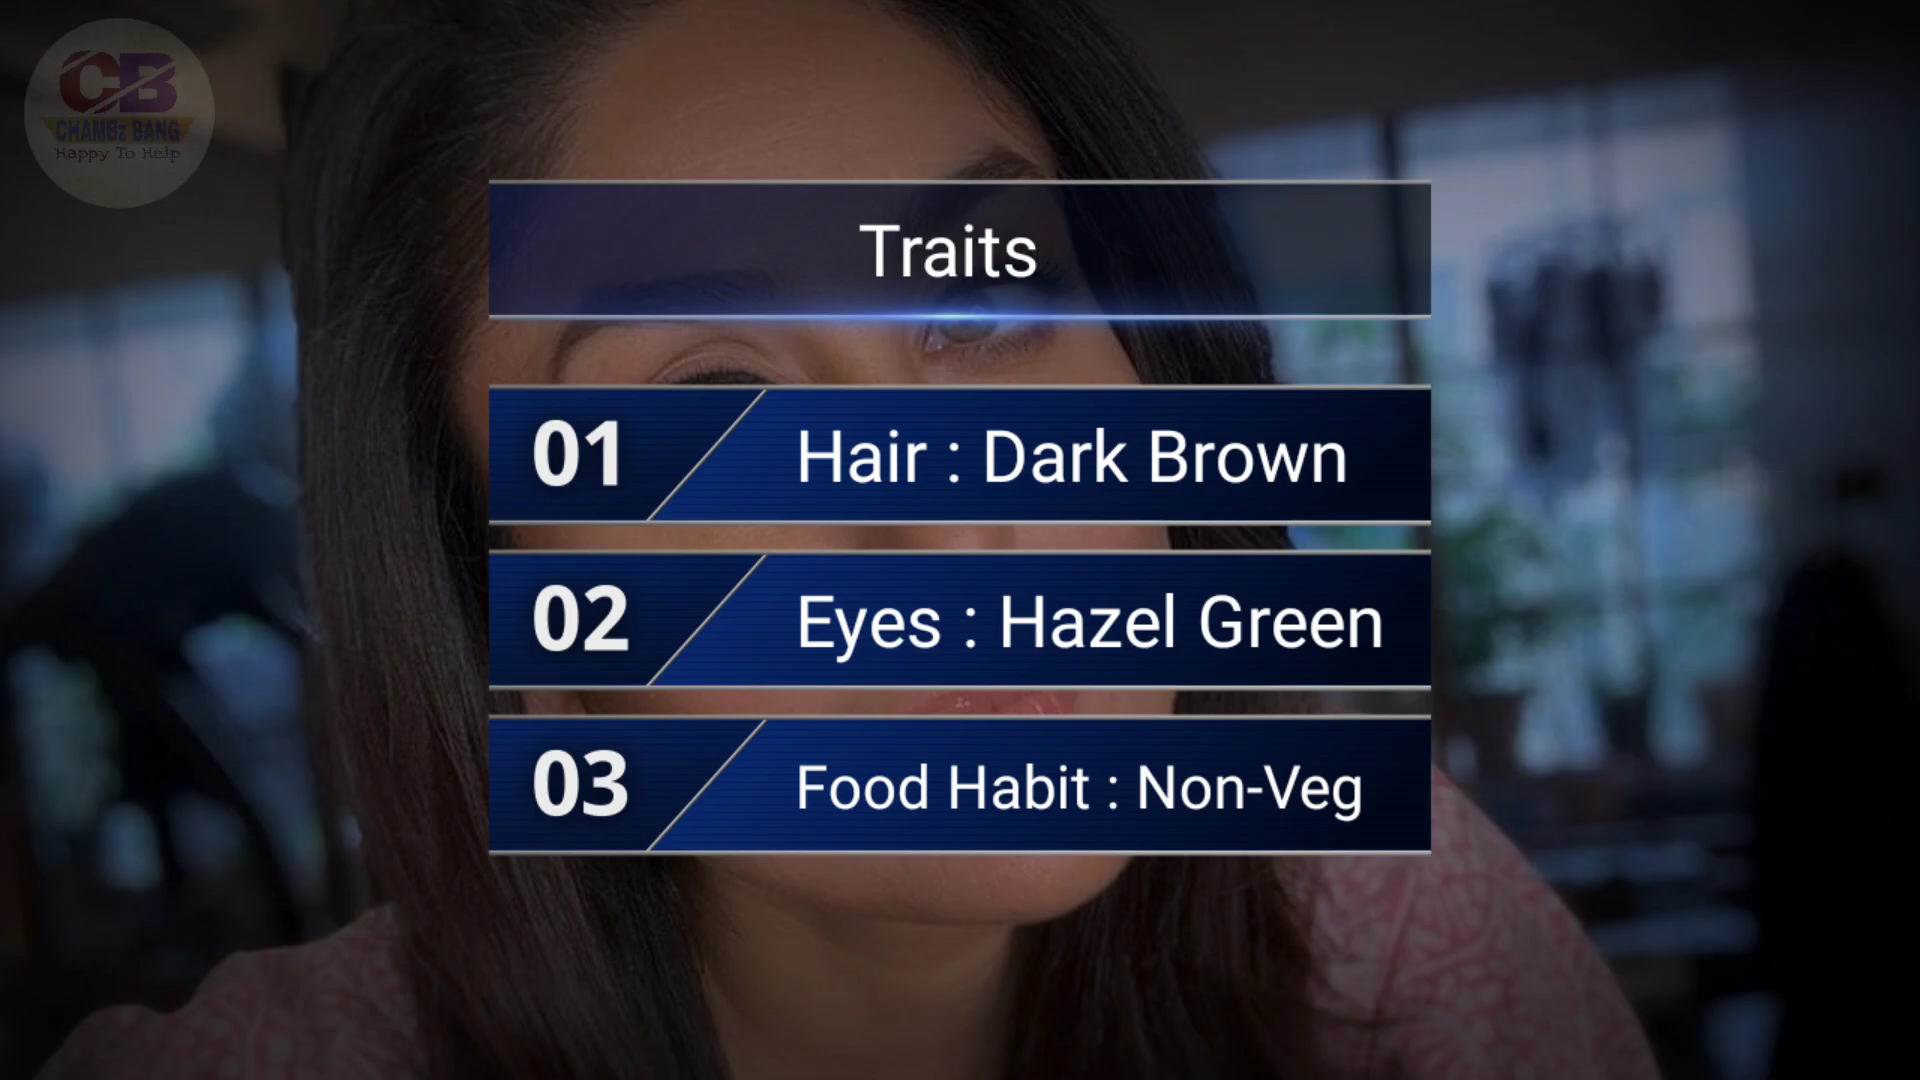 CB
CHAMBz BANG
Happy To Help
Traits
01 Hair : Dark Brown
02 Eyes : Hazel Green
03 Food Habit : Non-Veg